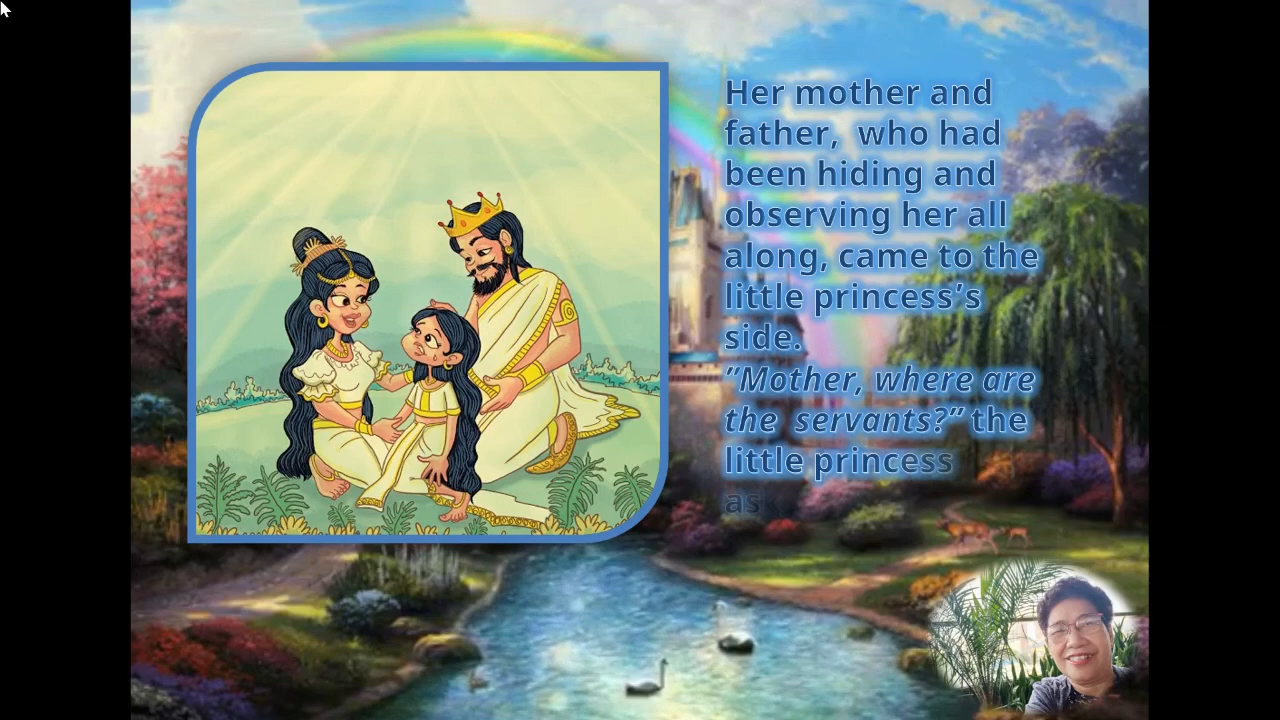 Her mother and
father,  who had
been hiding and
observing her all
along, came to the
little princess’s
side.
“Mother, where are
the  servants?” the
little princess
as